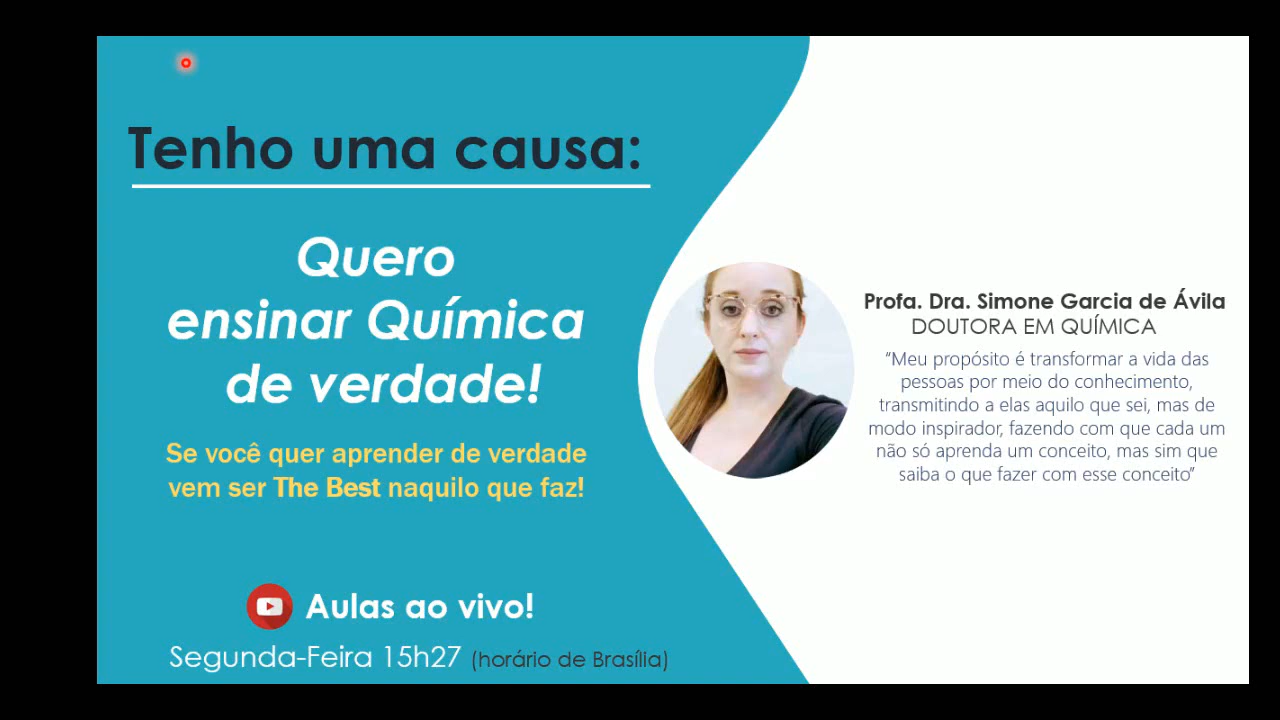 Tenho uma causa:
Quero
ensinar Química
de verdade!
Se você quer aprender de verdade
vem ser The Best naquilo que faz!
Aulas ao vivo!
Segunda-Feira 15h27 (horário de Brasília)
Profa. Dra. Simone Garcia de Ávila
DOUTORA EM QUÍMICA
“Meu propósito é transformar a vida das
pessoas por meio do conhecimento,
transmitindo a elas aquilo que sei, mas de
modo inspirador, fazendo com que cada um
não só aprenda um conceito, mas sim que
saiba o que fazer com esse conceito”